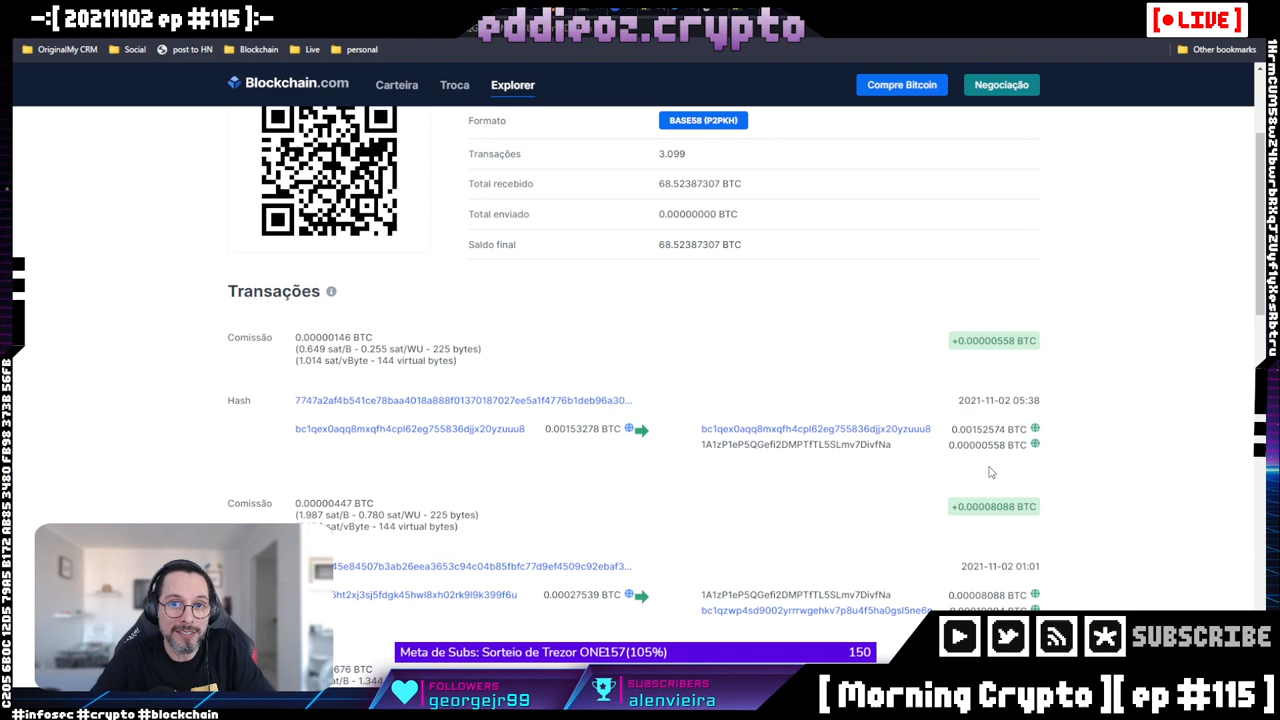 -:[ 20211102 ep #115 ]:-
eddieoz.crypto
[ ● LIVE ]
OriginalMy CRM
Social
post to HN
Blockchain
Live
personal
Other bookmarks
Blockchain.com
Carteira
Troca
Explorer
Compre Bitcoin
Negociação
Formato
BASE58 (P2PKH)
Transações
3.099
Total recebido
68.52387307 BTC
Total enviado
0.00000000 BTC
Saldo final
68.52387307 BTC
Transações
Comissão
0.00000146 BTC
(0.649 sat/B - 0.255 sat/WU - 225 bytes)
(1.014 sat/vByte - 144 virtual bytes)
+0.00000558 BTC
Hash
7747a2af4b541ce78baa4018a888f01370187027ee5a1f4776b1deb96a30...
2021-11-02 05:38
bc1qex0aqq8mxqfh4cpl62eg755836djjx20yzuuu8
0.00153278 BTC
bc1qex0aqq8mxqfh4cpl62eg755836djjx20yzuuu8
0.00152574 BTC
1A1zP1eP5QGefi2DMPTfTL5SLmv7DivfNa
0.00000558 BTC
Comissão
0.00000447 BTC
(1.987 sat/B - 0.780 sat/WU - 225 bytes)
sat/vByte - 144 virtual bytes)
+0.00008088 BTC
45e84507b3ab26eea3653c94c04b85fbfc77d9ef4509c92ebaf3...
2021-11-02 01:01
6ht2xj3sj5fdgk45hwl8xh02rk9l9k399f6u
0.00027539 BTC
1A1zP1eP5QGefi2DMPTfTL5SLmv7DivfNa
0.00008088 BTC
bc1qzwp4sd9002yrrrwgehkv7p8u4f5ha0gsl5ne6
676 BTC
Meta de Subs: Sorteio de Trezor ONE157(105%)
150
SUBSCRIBE
FOLLOWERS
georgejr99
SUBSCRIBERS
alenvieira
[ Morning Crypto ][ ep #115 ]
#infosec #crypto #blockchain